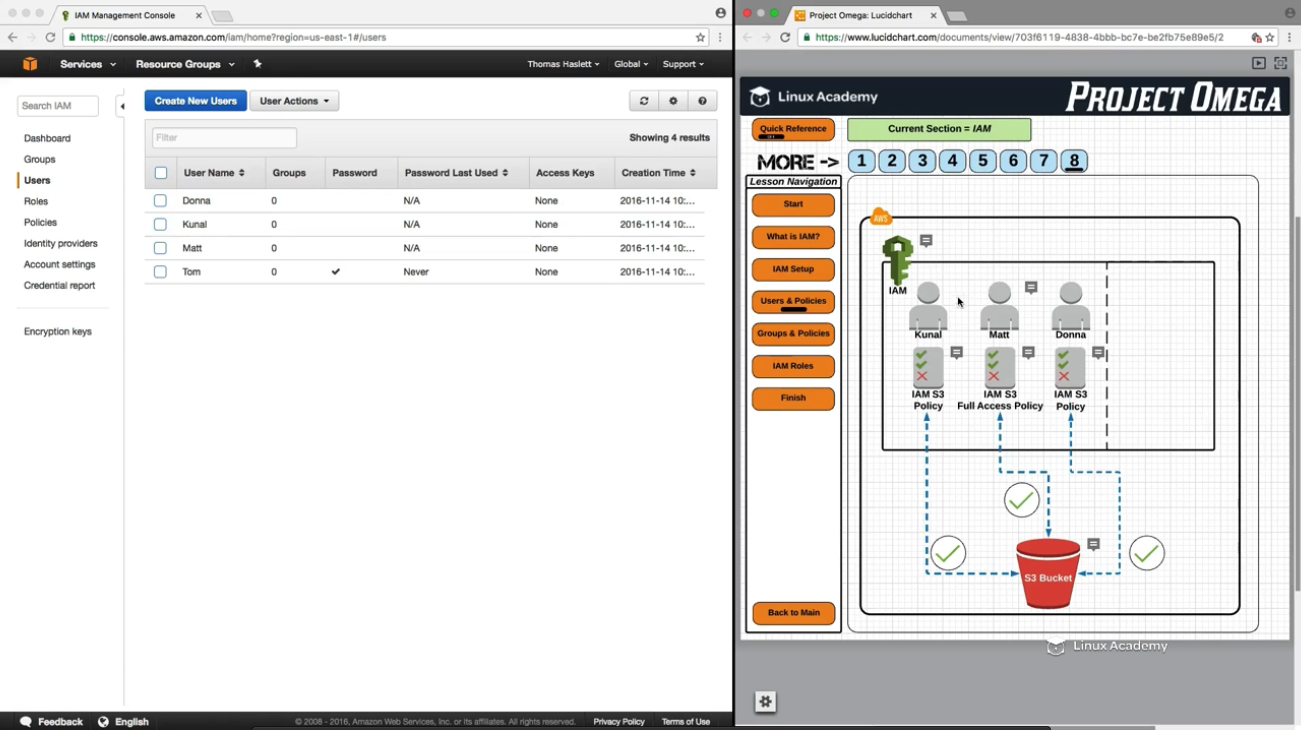 IAM Management Console
https://console.aws.amazon.com/iam/home?region=us-east-1#/users
Services
Resource Groups
Thomas Haslett
Global
Support
Search IAM
Dashboard
Groups
Users
Roles
Policies
Identity providers
Account settings
Credential report
Encryption keys
Create New Users
User Actions
Filter
Showing 4 results
User Name Groups Password Password Last Used Access Keys Creation Time
Donna 0 N/A None 2016-11-14 10:...
Kunal 0 N/A None 2016-11-14 10:...
Matt 0 N/A None 2016-11-14 10:...
Tom 0 Never None 2016-11-14 10:...
Feedback
English
© 2008 - 2016, Amazon Web Services, Inc. or its affiliates. All rights reserved.
Privacy Policy
Terms of Use
Project Omega: Lucidchart
https://www.lucidchart.com/documents/view/703f6119-4838-4bbb-bc7e-be2fb75e89e5/2
Linux Academy
PROJECT OMEGA
Quick Reference
Current Section = IAM
MORE -> 1 2 3 4 5 6 7 8
Lesson Navigation
Start
What is IAM?
IAM Setup
Users & Policies
Groups & Policies
IAM Roles
Finish
Back to Main
AWS
IAM
Kunal
Matt
Donna
IAM S3
Policy
IAM S3
Full Access Policy
IAM S3
Policy
S3 Bucket
Linux Academy